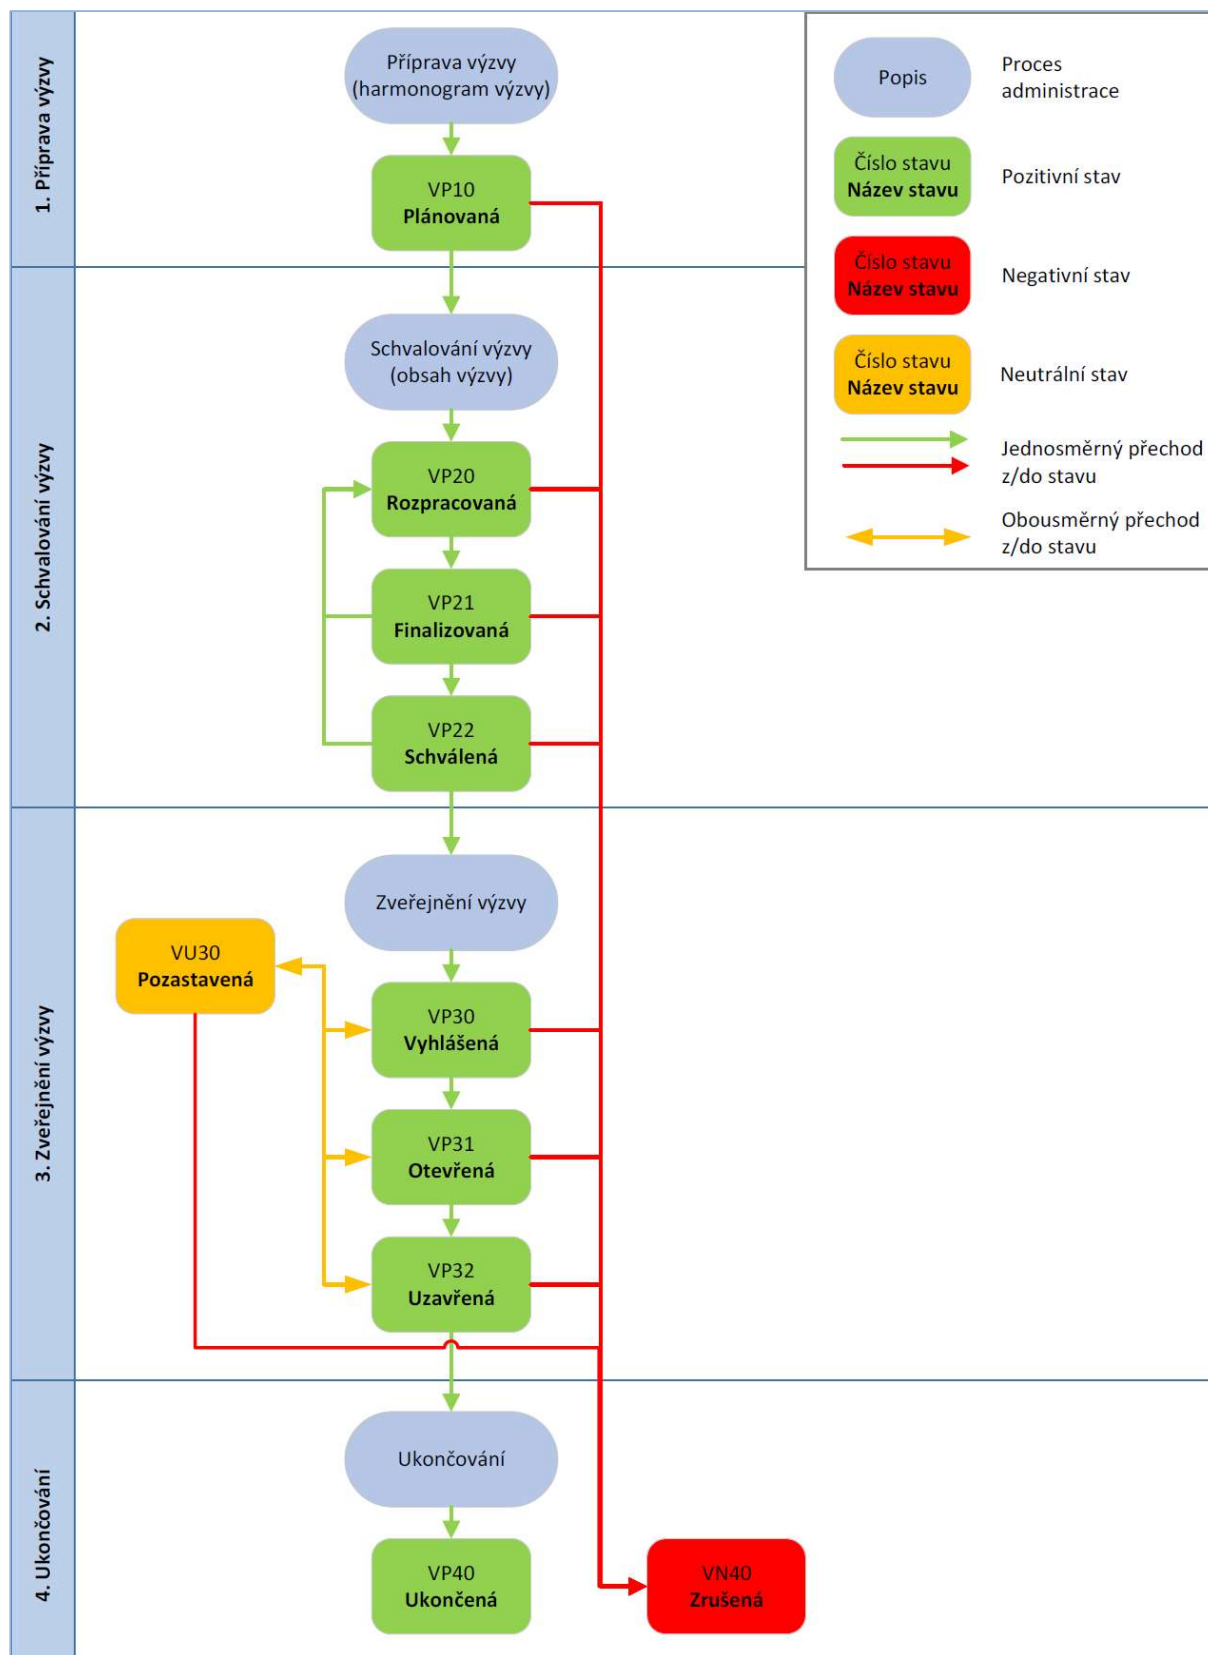 1. Příprava výzvy
Příprava výzvy
(harmonogram výzvy)
VP10
Plánovaná
2. Schvalování výzvy
Schvalování výzvy
(obsah výzvy)
VP20
Rozpracovaná
VP21
Finalizovaná
VP22
Schválená
3. Zveřejnění výzvy
Zveřejnění výzvy
VU30
Pozastavená
VP30
Vyhlášená
VP31
Otevřená
VP32
Uzavřená
4. Ukončování
Ukončování
VP40
Ukončená
VN40
Zrušená
Popis
Proces
administrace
Číslo stavu
Název stavu
Pozitivní stav
Číslo stavu
Název stavu
Negativní stav
Číslo stavu
Název stavu
Neutrální stav
Jednosměrný přechod
z/do stavu
Obousměrný přechod
z/do stavu